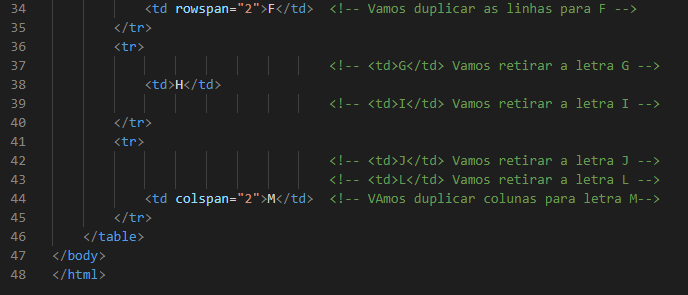 34 <td rowspan="2">F</td> <!-- Vamos duplicar as linhas para F -->
35 </tr>
36 <tr>
37 <!-- <td>G</td> Vamos retirar a letra G -->
38 <td>H</td>
39 <!-- <td>I</td> Vamos retirar a letra I -->
40 </tr>
41 <tr>
42 <!-- <td>J</td> Vamos retirar a letra J -->
43 <!-- <td>L</td> Vamos retirar a letra L -->
44 <td colspan="2">M</td> <!-- VAmos duplicar colunas para letra M-->
45 </tr>
46 </table>
47 </body>
48 </html>